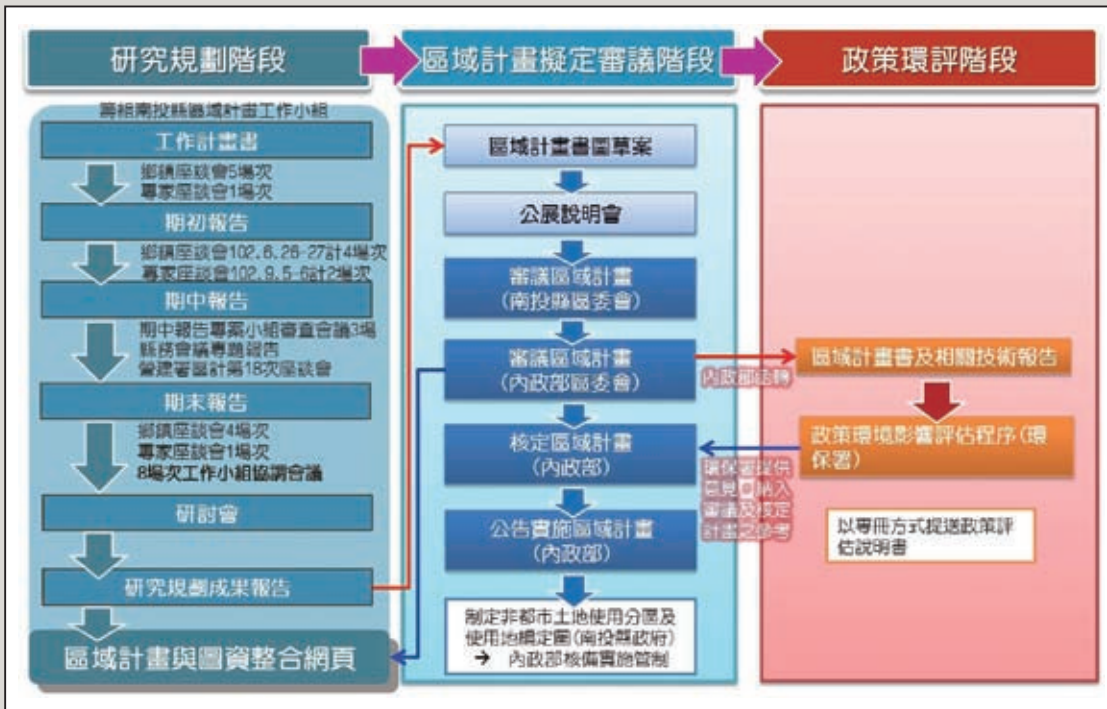 研究規劃階段
區域計畫擬定審議階段
政策環評階段
籌組南投縣區域計畫工作小組
工作計畫書
鄉鎮座談會5場次
專家座談會1場次
期初報告
鄉鎮座談會102.6.26-27計4場次
專家座談會102.9.5-6計2場次
期中報告
期中報告專案小組審查會議3場
縣務會議專題報告
營建署區計第18次座談會
期末報告
鄉鎮座談會4場次
專家座談會1場次
8場次工作小組協調會議
研討會
研究規劃成果報告
區域計畫與圖資整合網頁
區域計畫書圖草案
公展說明會
審議區域計畫
(南投縣區委會)
審議區域計畫
(內政部區委會)
核定區域計畫
(內政部)
公告實施區域計畫
(內政部)
制定非都市土地使用分區及
使用地編定圖(南投縣政府)
→ 內政部核備實施管制
內政部函轉
區域計畫書及相關技術報告
政策環境影響評估程序(環
保署)
環保署提供
意見 納入
審議及核定
計畫之參考
以專冊方式提送政策評
估說明書